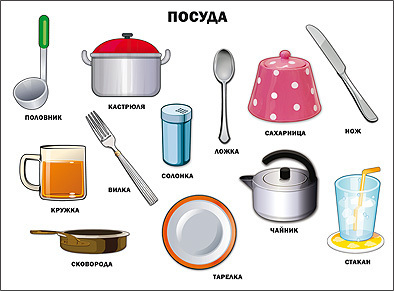 ПОСУДА
ПОЛОВНИК
КАСТРЮЛЯ
ЛОЖКА
САХАРНИЦА
НОЖ
КРУЖКА
ВИЛКА
СОЛОНКА
ЧАЙНИК
СТАКАН
СКОВОРОДА
ТАРЕЛКА